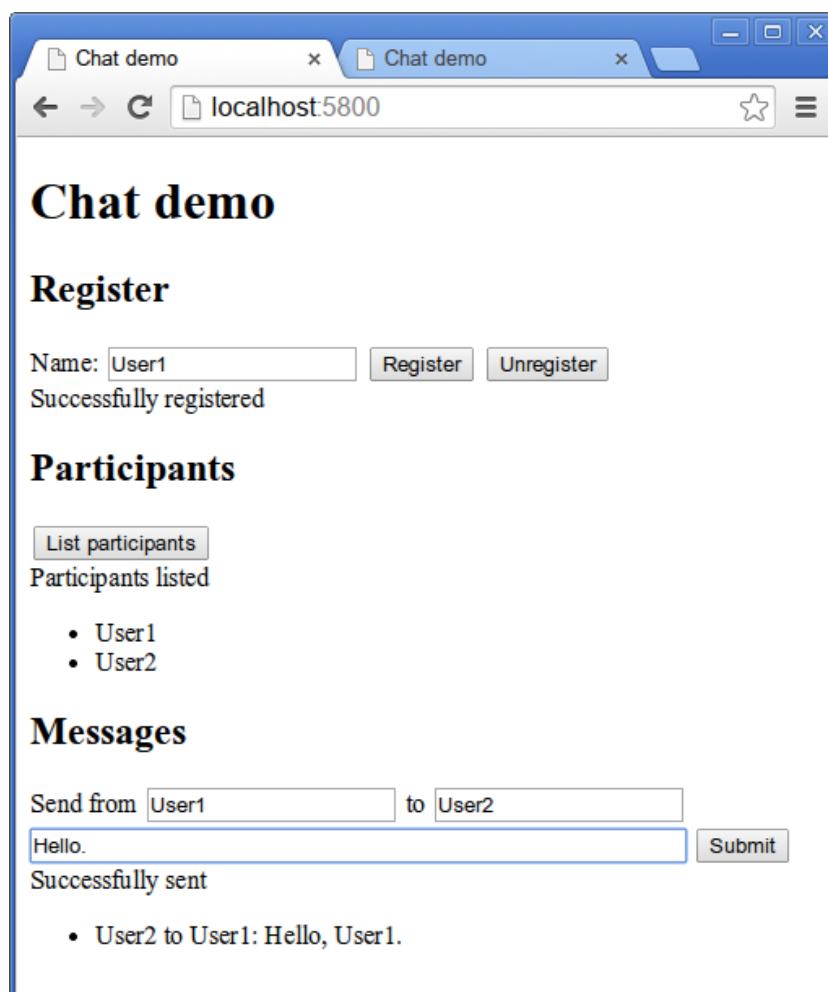 Chat demo Chat demo
localhost:5800
Chat demo
Register
Name: User1 Register Unregister
Successfully registered
Participants
List participants
Participants listed
• User1
• User2
Messages
Send from User1 to User2
Hello. Submit
Successfully sent
• User2 to User1: Hello, User1.